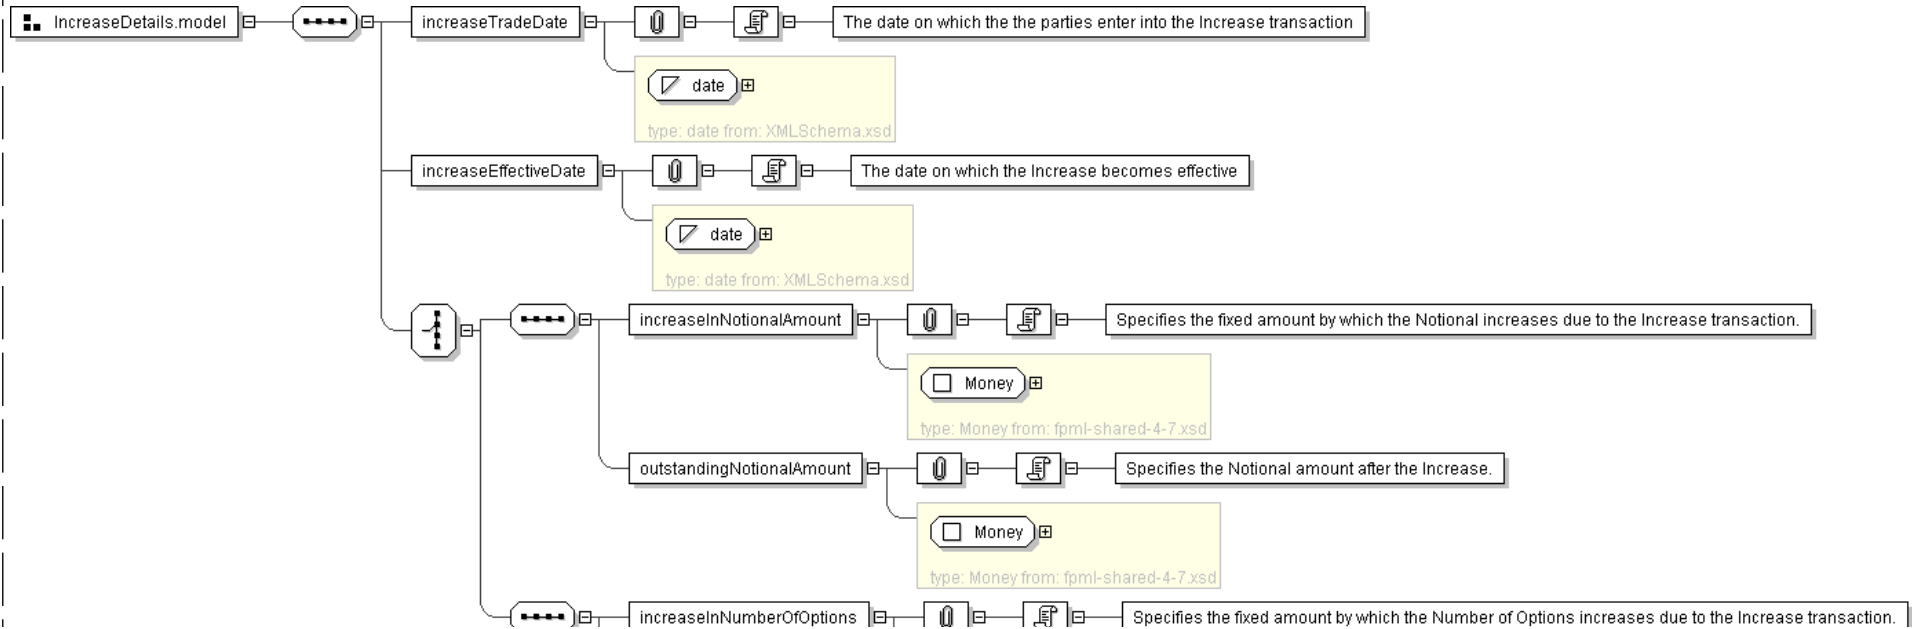 IncreaseDetails.model
increaseTradeDate
The date on which the the parties enter into the Increase transaction
date
type: date from: XMLSchema.xsd
increaseEffectiveDate
The date on which the Increase becomes effective
date
type: date from: XMLSchema.xsd
increaseInNotionalAmount
Specifies the fixed amount by which the Notional increases due to the Increase transaction.
Money
type: Money from: fpml-shared-4-7.xsd
outstandingNotionalAmount
Specifies the Notional amount after the Increase.
Money
type: Money from: fpml-shared-4-7.xsd
increaseInNumberOfOptions
Specifies the fixed amount by which the Number of Options increases due to the Increase transaction.